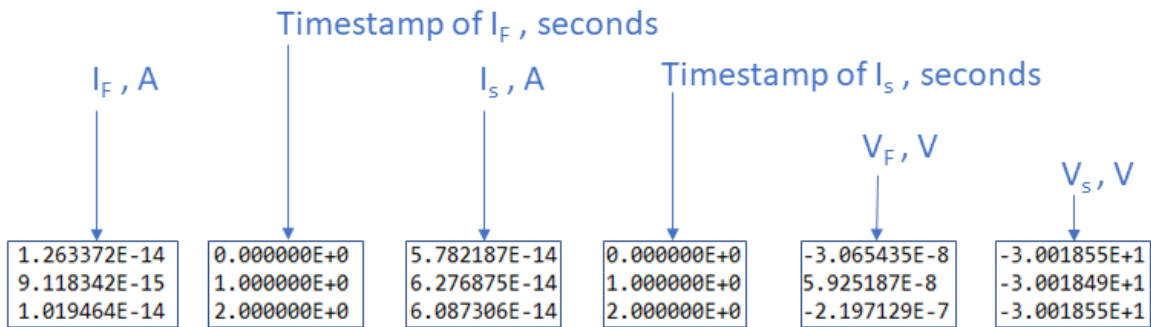 Timestamp of I_F , seconds
I_F , A
I_s , A
Timestamp of I_s , seconds
V_F , V
V_s , V
1.263372E-14 0.000000E+0 5.782187E-14 0.000000E+0 -3.065435E-8 -3.001855E+1
9.118342E-15 1.000000E+0 6.276875E-14 1.000000E+0 5.925187E-8 -3.001849E+1
1.019464E-14 2.000000E+0 6.087306E-14 2.000000E+0 -2.197129E-7 -3.001855E+1